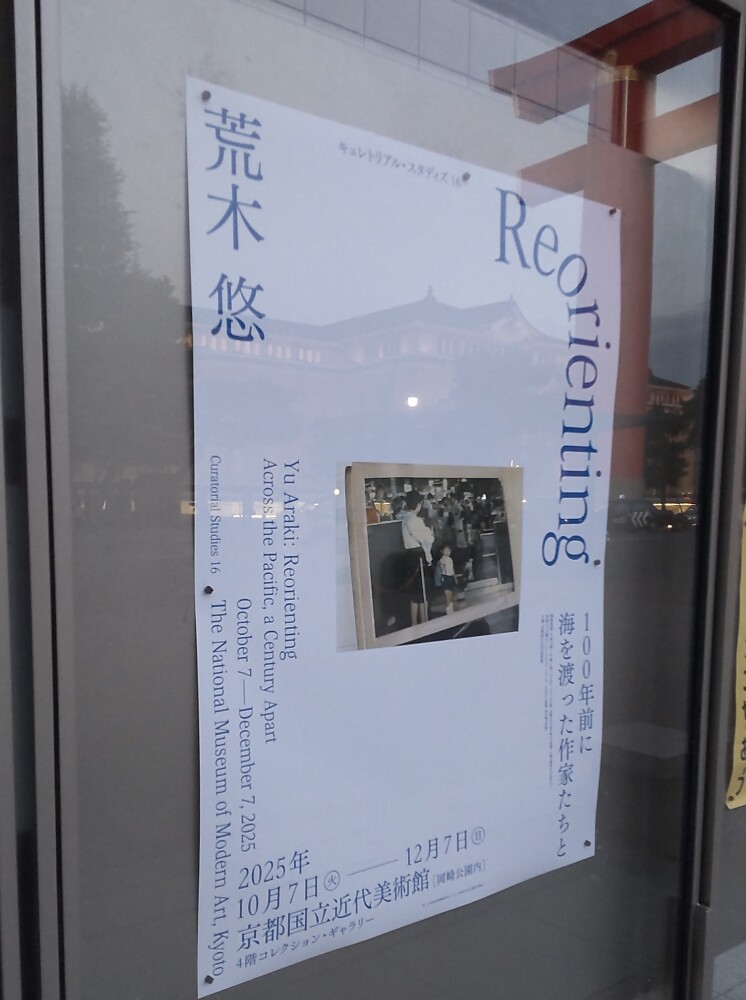 キュレトリアル・スタディズ 16
荒木 悠
Reorienting
100年前に
海を渡った作家たちと
Yu Araki: Reorienting
Across the Pacific, a Century Apart
October 7—December 7, 2025
The National Museum of Modern Art, Kyoto
Curatorial Studies 16
2025年
10月7日㊋——12月7日㊐
京都国立近代美術館[岡崎公園内]
4階コレクション・ギャラリー